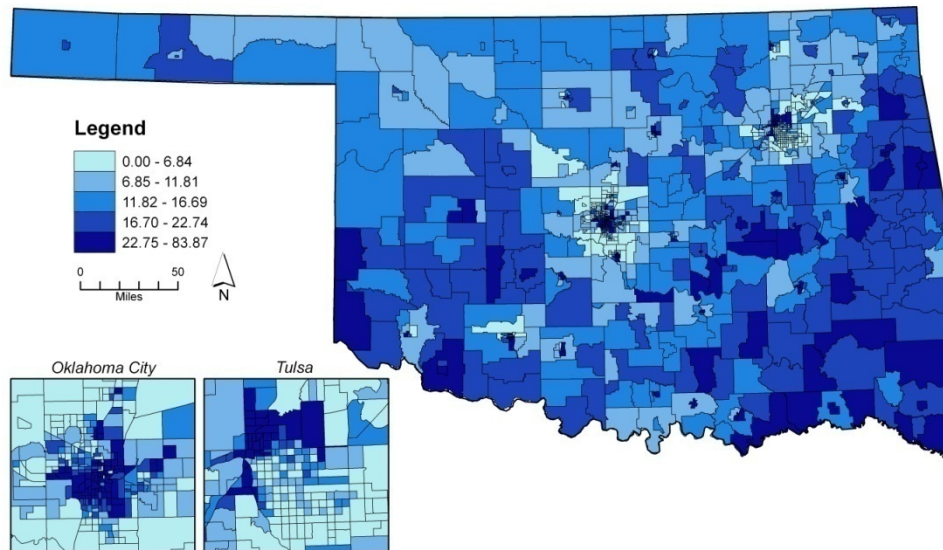 Legend
0.00 - 6.84
6.85 - 11.81
11.82 - 16.69
16.70 - 22.74
22.75 - 83.87
0 50
Miles
N
Oklahoma City
Tulsa